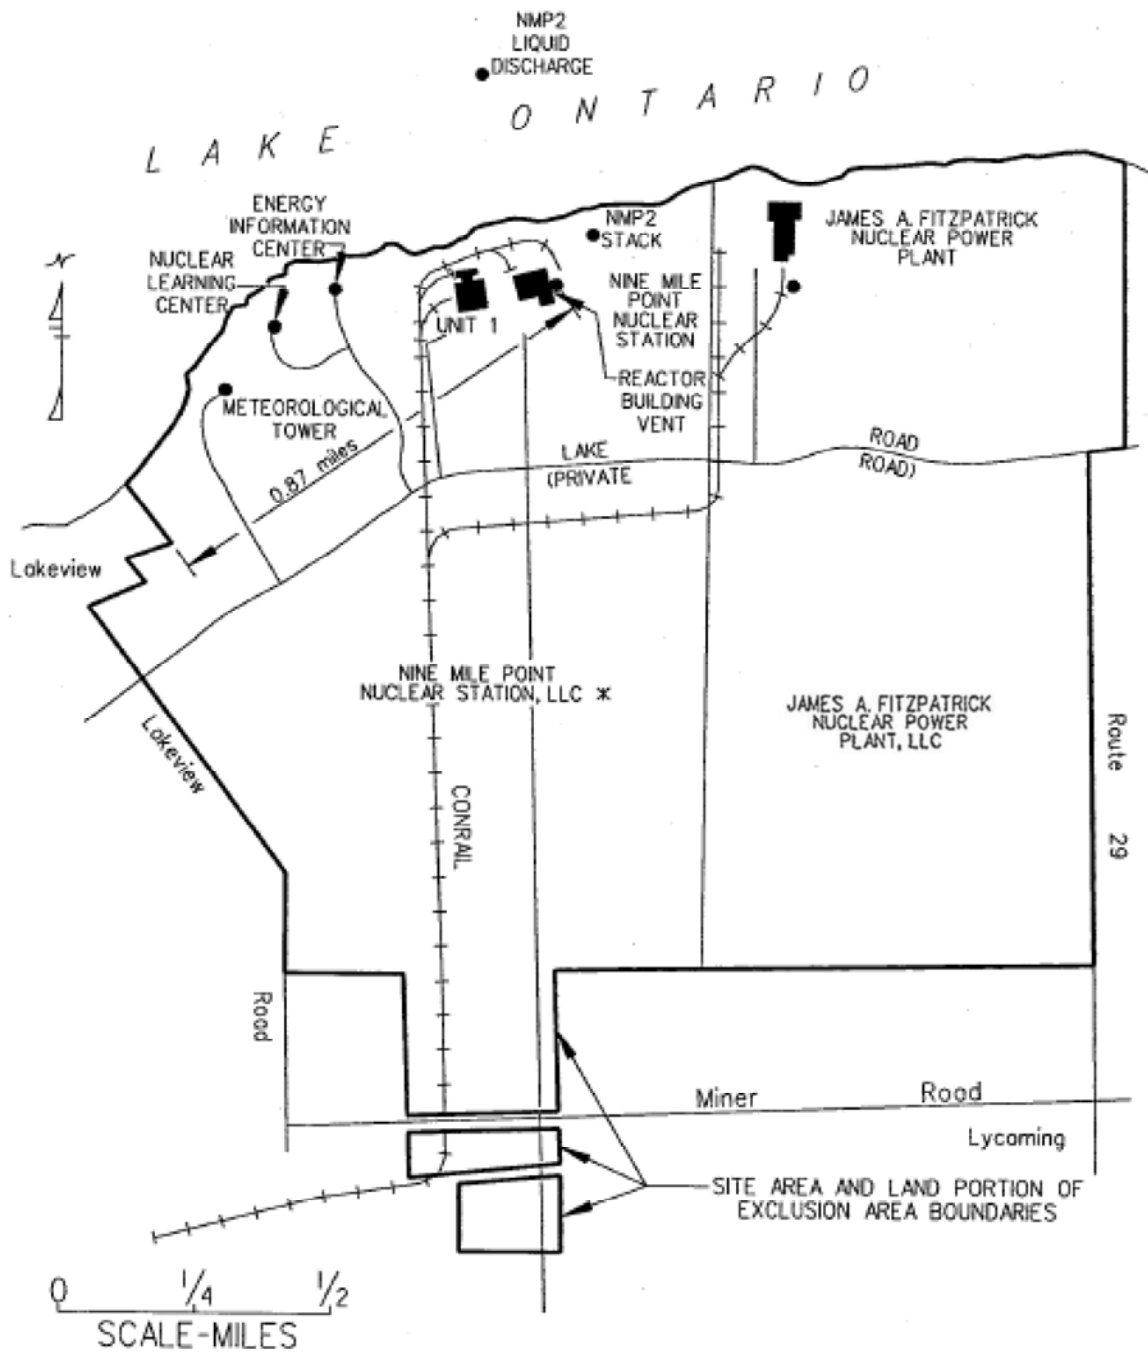 NMP2
LIQUID
DISCHARGE
LAKE ONTARIO
ENERGY
INFORMATION
CENTER
NUCLEAR
LEARNING
CENTER
N
NMP2
STACK
JAMES A. FITZPATRICK
NUCLEAR POWER
PLANT
NINE MILE
POINT
NUCLEAR
STATION
UNIT 1
REACTOR
BUILDING
VENT
METEOROLOGICAL
TOWER
0.87 miles
LAKE ROAD
(PRIVATE ROAD)
Lakeview
NINE MILE POINT
NUCLEAR STATION, LLC *
JAMES A. FITZPATRICK
NUCLEAR POWER
PLANT, LLC
Lakeview
Route 29
CONRAIL
Road
Miner Road
Lycoming
SITE AREA AND LAND PORTION OF
EXCLUSION AREA BOUNDARIES
0 1/4 1/2
SCALE-MILES